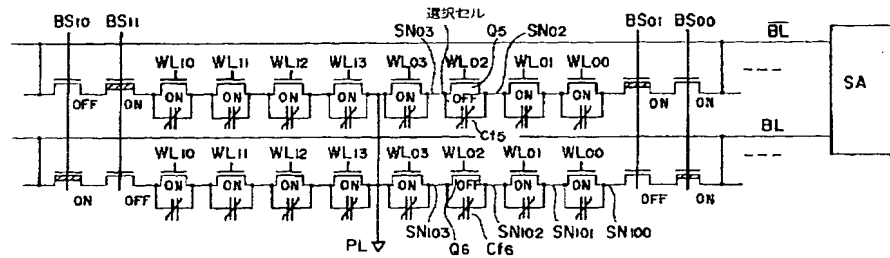 BS10 BS11 選択セル BS01 BS00
SN03 Q5 SN02 BL
WL10 WL11 WL12 WL13 WL03 WL02 WL01 WL00
SA
OFF ON ON ON ON ON ON OFF ON ON ON ON
Cf5
BL
WL10 WL11 WL12 WL13 WL03 WL02 WL01 WL00
ON OFF ON ON ON ON ON OFF ON ON OFF ON
SN103 SN102 SN101 SN100
PL Q6 Cf6